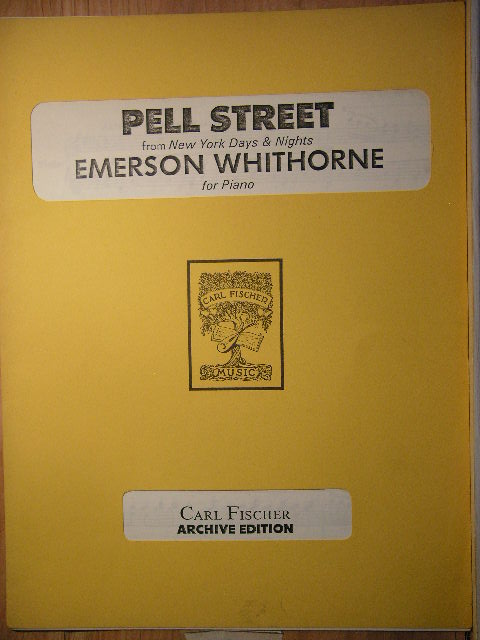 PELL STREET
from New York Days & Nights
EMERSON WHITHORNE
for Piano
CARL FISCHER
MUSIC
CARL FISCHER
ARCHIVE EDITION